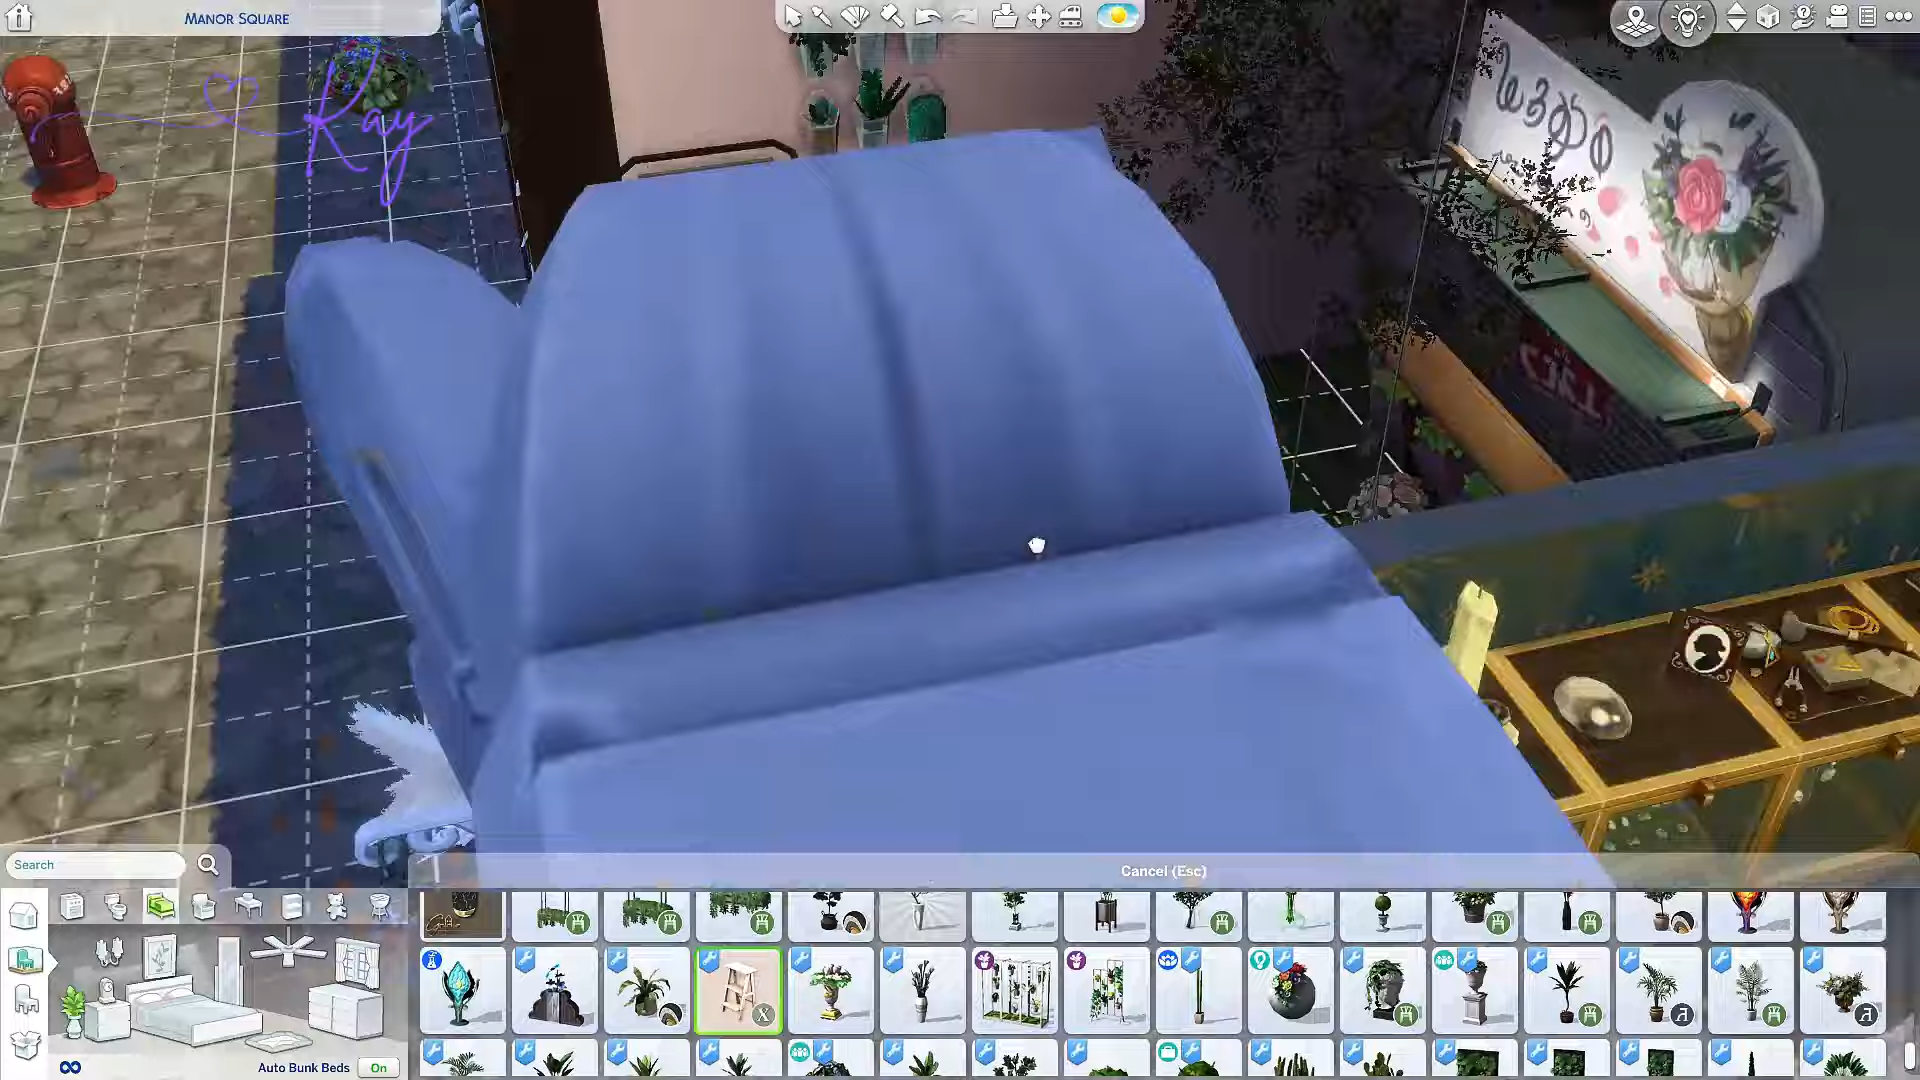 MANOR SQUARE
Kay
Search
Cancel (Esc)
Auto Bunk Beds
On